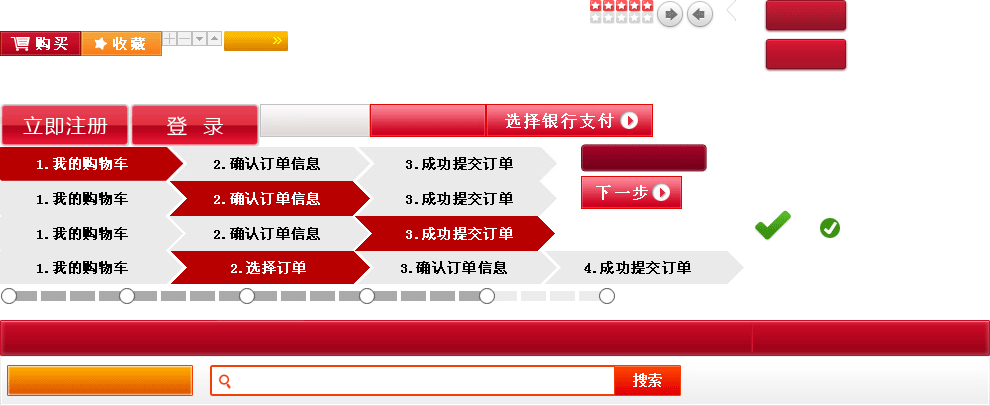 购买 收藏
立即注册 登录 选择银行支付
1.我的购物车 2.确认订单信息 3.成功提交订单
1.我的购物车 2.确认订单信息 3.成功提交订单
下一步
1.我的购物车 2.确认订单信息 3.成功提交订单
1.我的购物车 2.选择订单 3.确认订单信息 4.成功提交订单
搜索